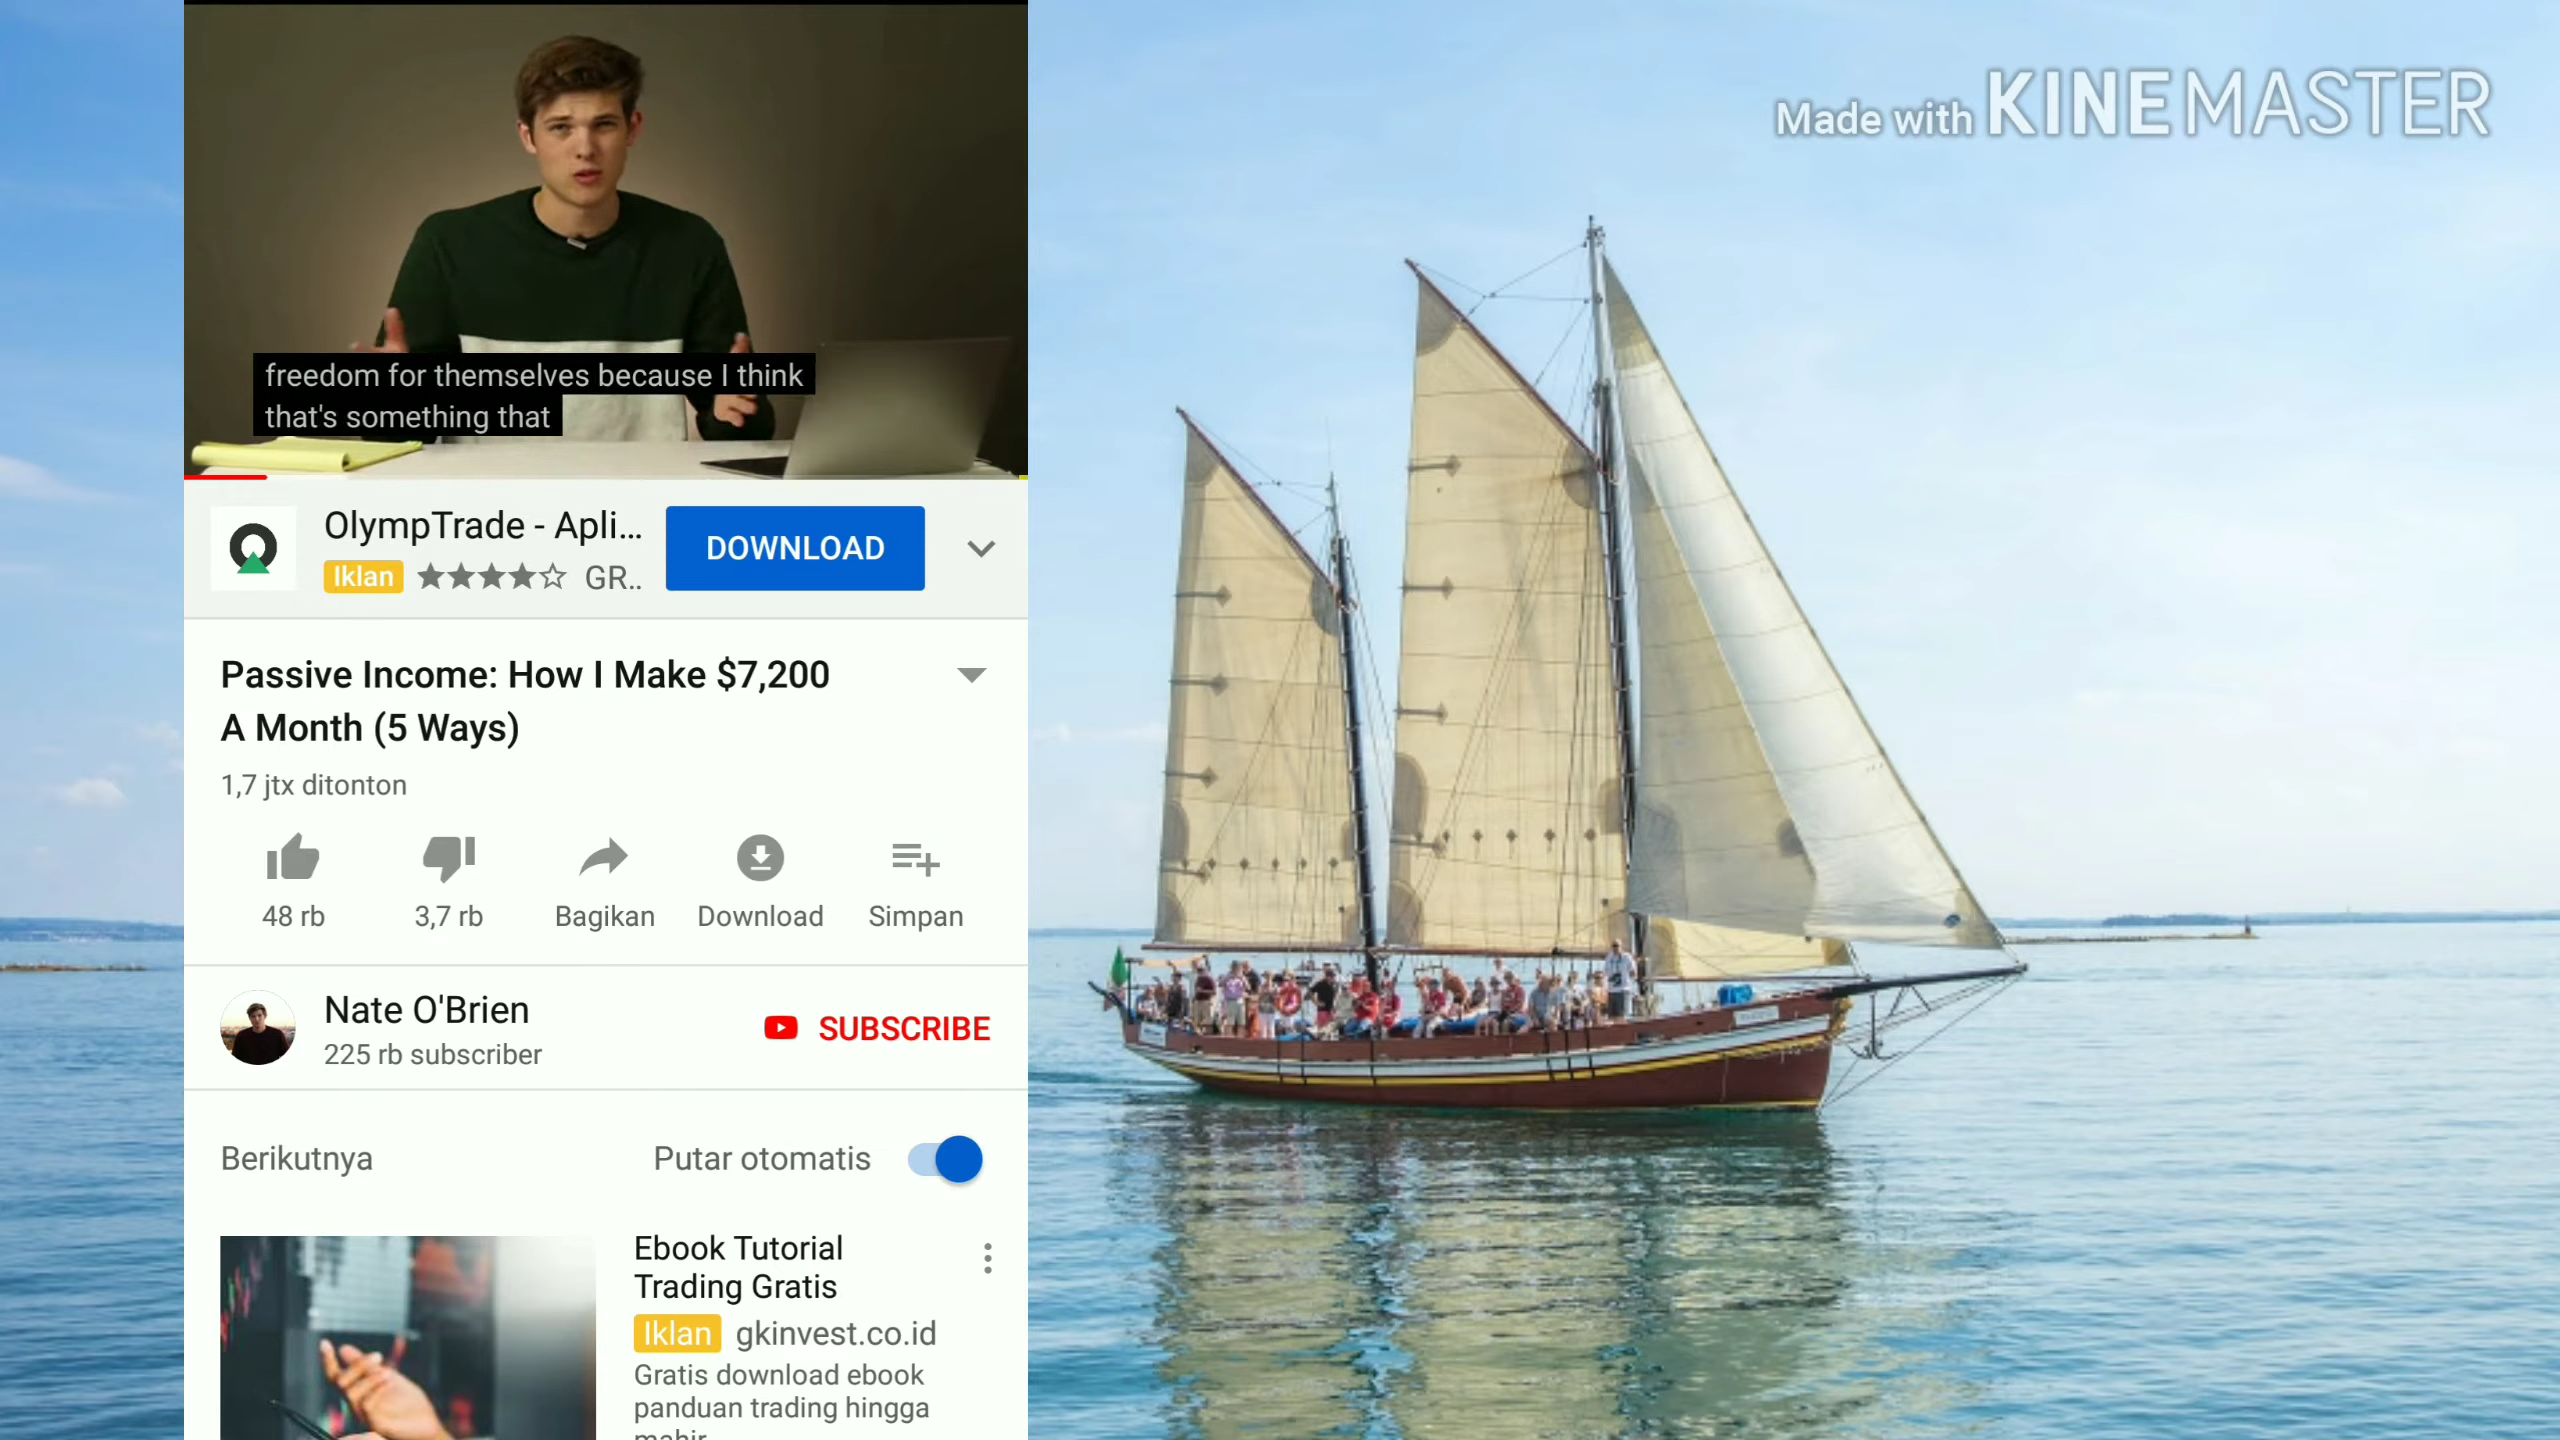 Made with KINEMASTER
freedom for themselves because I think
that's something that
OlympTrade - Apli...
DOWNLOAD
Iklan
GR..
Passive Income: How I Make $7,200
A Month (5 Ways)
1,7 jtx ditonton
48 rb
3,7 rb
Bagikan
Download
Simpan
Nate O'Brien
225 rb subscriber
SUBSCRIBE
Berikutnya
Putar otomatis
Ebook Tutorial
Trading Gratis
Iklan gkinvest.co.id
Gratis download ebook
panduan trading hingga